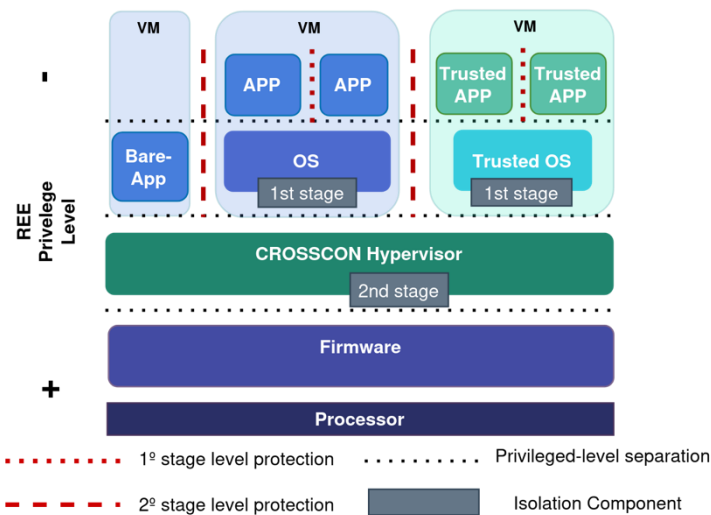 VM
VM
VM
-
APP
APP
Trusted
APP
Trusted
APP
Bare-
App
OS
1st stage
Trusted OS
1st stage
REE
Privelege
Level
CROSSCON Hypervisor
2nd stage
Firmware
+
Processor
1º stage level protection
Privileged-level separation
2º stage level protection
Isolation Component